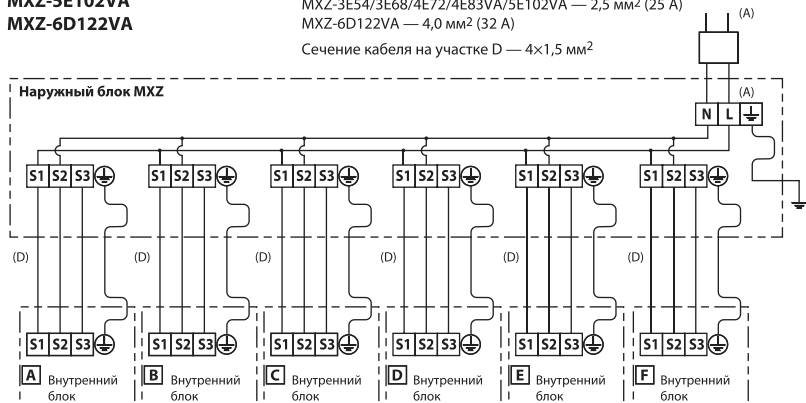 MXZ-5E102VA
MXZ-3E54/3E68/4E72/4E83VA/5E102VA — 2,5 мм² (25 А)
MXZ-6D122VA
MXZ-6D122VA — 4,0 мм² (32 А)
Сечение кабеля на участке D — 4×1,5 мм²
(A)
Наружный блок MXZ
(A)
N L
S1 S2 S3 S1 S2 S3 S1 S2 S3 S1 S2 S3 S1 S2 S3 S1 S2 S3
(D) (D) (D) (D) (D) (D)
S1 S2 S3 S1 S2 S3 S1 S2 S3 S1 S2 S3 S1 S2 S3 S1 S2 S3
A Внутренний блок
B Внутренний блок
C Внутренний блок
D Внутренний блок
E Внутренний блок
F Внутренний блок